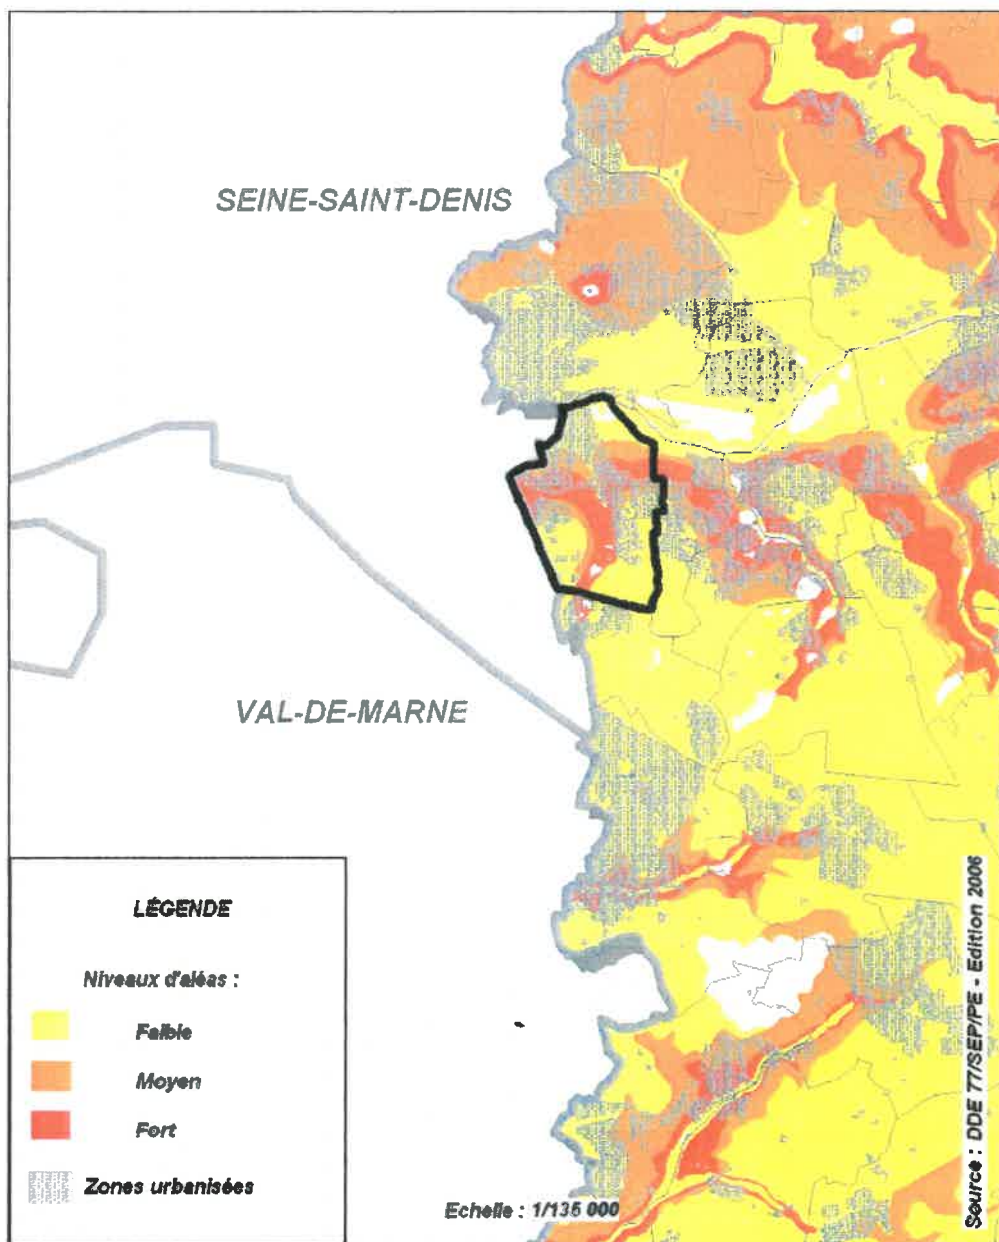 SEINE-SAINT-DENIS
VAL-DE-MARNE
LÉGENDE
Niveaux d'aléas :
Faible
Moyen
Fort
Zones urbanisées
Echelle : 1/135 000
Source : DDE 77/SEP/PE - Edition 2006